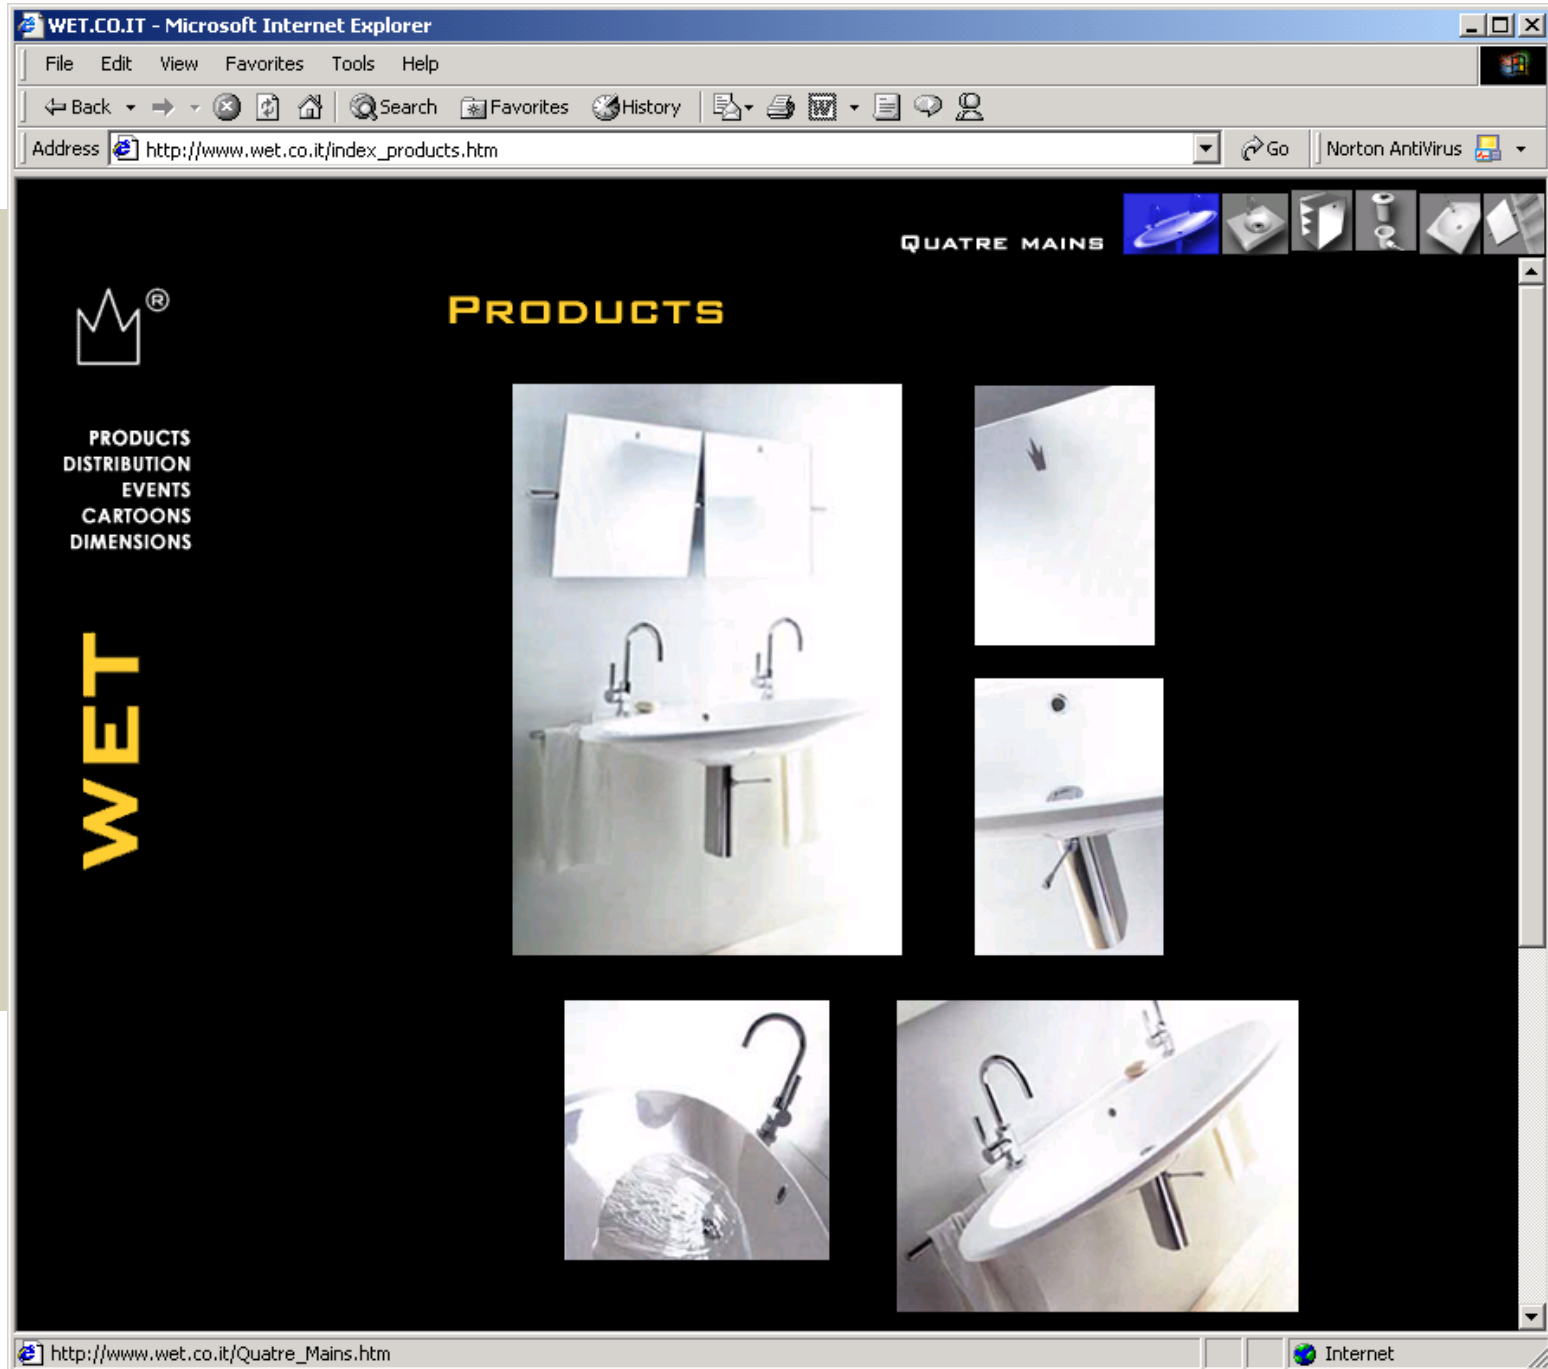 WET.CO.IT - Microsoft Internet Explorer
File Edit View Favorites Tools Help
Back Search Favorites History
Address http://www.wet.co.it/index_products.htm Go Norton AntiVirus
QUATRE MAINS
®
PRODUCTS
PRODUCTS
DISTRIBUTION
EVENTS
CARTOONS
DIMENSIONS
WET
http://www.wet.co.it/Quatre_Mains.htm Internet